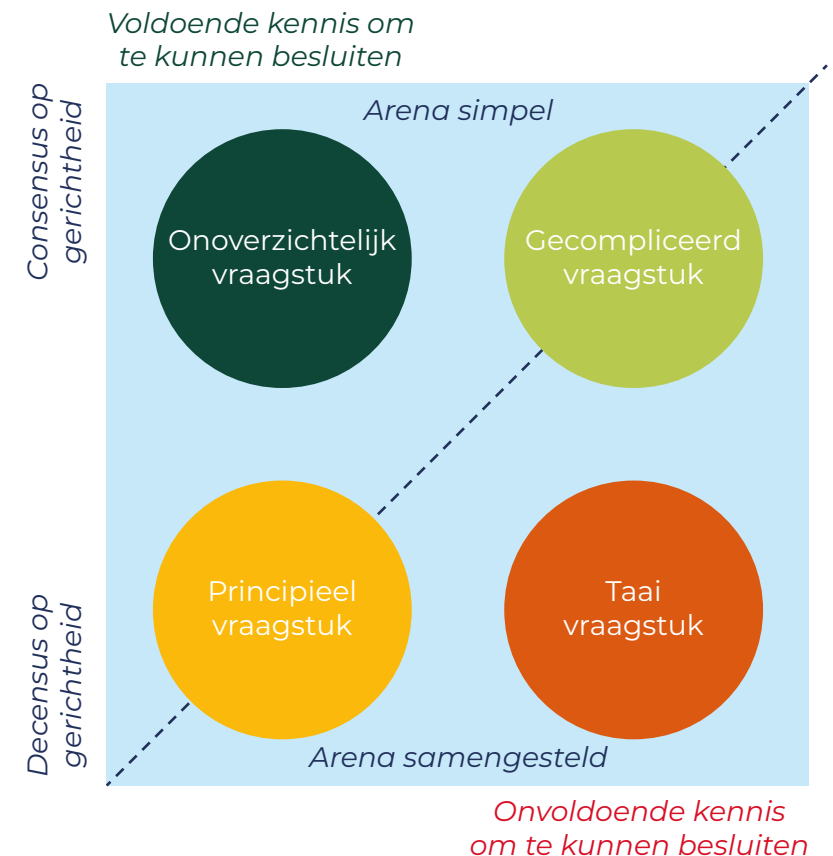 Voldoende kennis om
te kunnen besluiten
Consensus op
gerichtheid
Arena simpel
Onoverzichtelijk
vraagstuk
Gecompliceerd
vraagstuk
Decensus op
gerichtheid
Principieel
vraagstuk
Taai
vraagstuk
Arena samengesteld
Onvoldoende kennis
om te kunnen besluiten